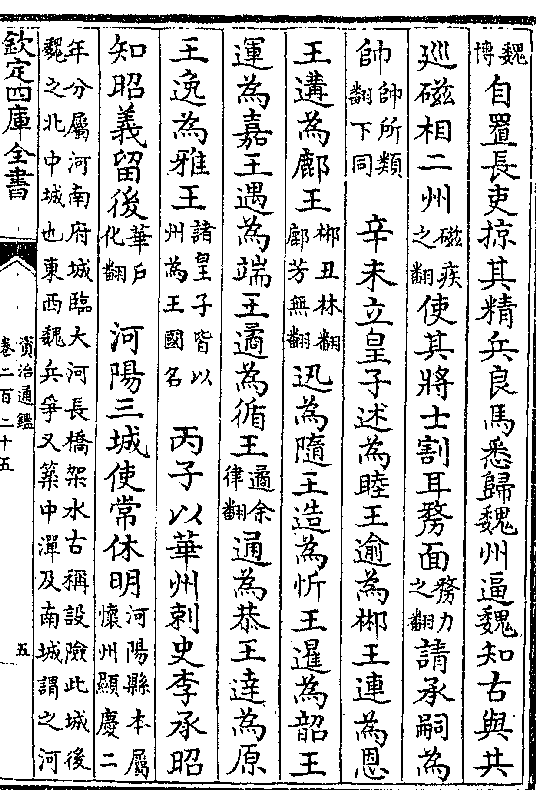 魏博自置長吏掠其精兵良馬悉歸魏州逼魏知古與共
廵磁相二州磁疾之翻使其將士割耳剺面剺力之翻請承嗣為
帥帥所類翻下同 辛未立皇子述為睦王逾為郴王連為恩
王遘為鄜王郴丑林翻鄜芳無翻迅為隨王造為忻王暹為韶王
運為嘉王遇為端王遹為循王遹余律翻通為恭王逵為原
王逸為雅王諸皇子皆以州為王國名 丙子以華州刺史李承昭
知昭義留後華戶化翻 河陽三城使常休明河陽縣本屬懷州顯慶二
年分屬河南府城臨大河長橋架水古稱設險此城後
魏之北中城也東西魏兵爭又築中潬及南城謂之河
欽定四庫全書
資治通鑑
卷二百二十五
五